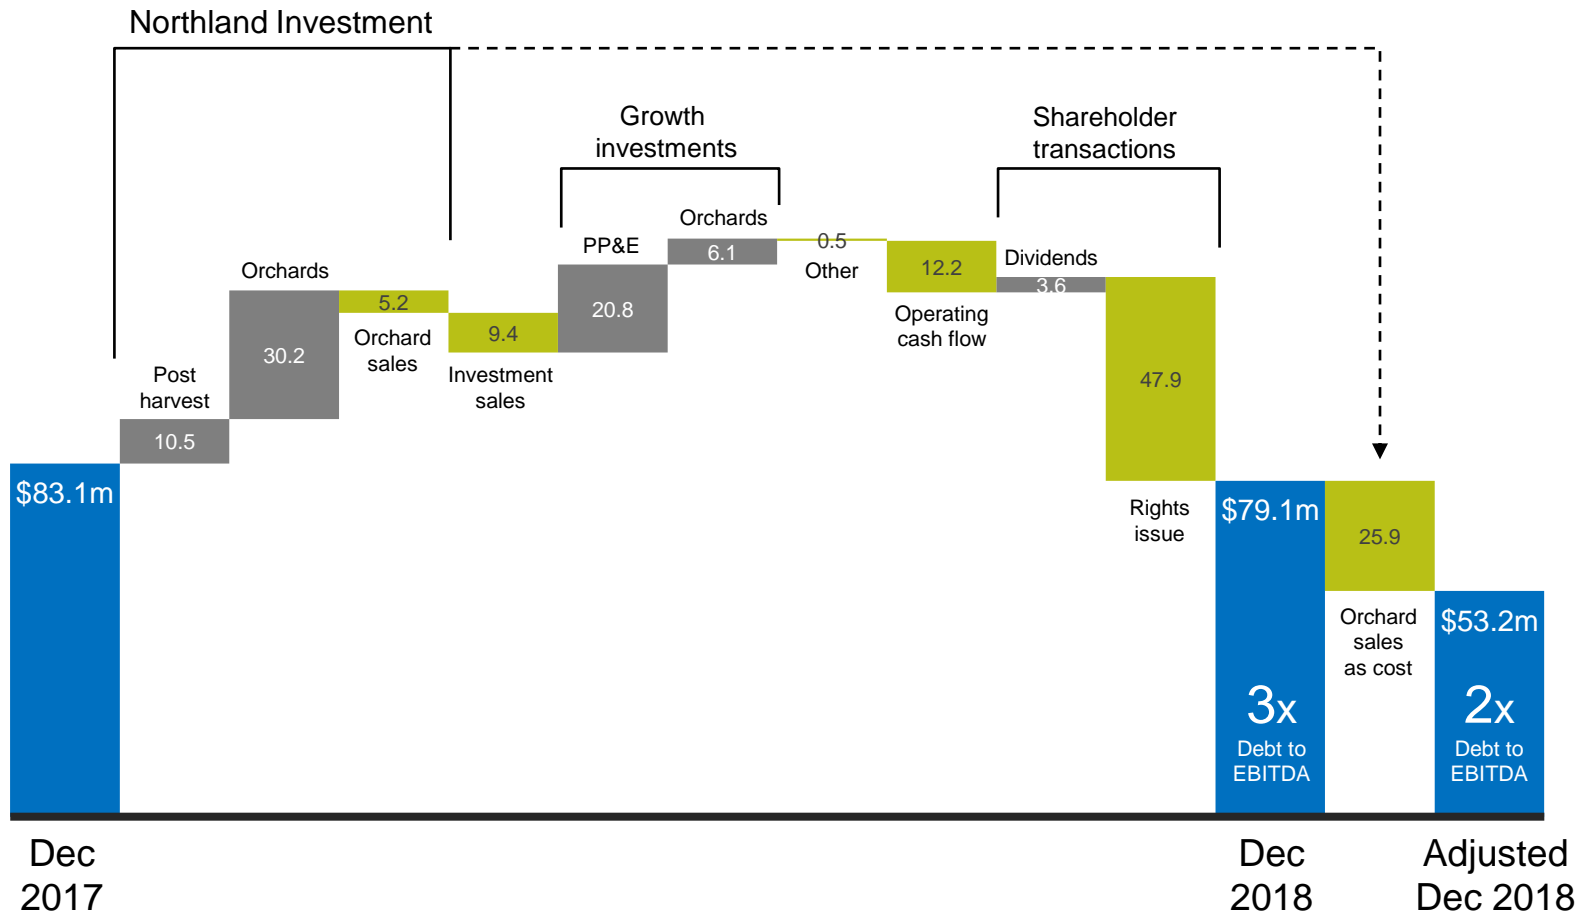 Northland Investment
Growth
investments
Shareholder
transactions
Orchards
PP&E
6.1
0.5
Other
12.2
Dividends
3.6
Orchards
5.2
Orchard
sales
9.4
Investment
sales
20.8
Operating
cash flow
30.2
Post
harvest
10.5
47.9
Rights
issue
$83.1m
$79.1m
25.9
Orchard
sales
as cost
$53.2m
3x
Debt to
EBITDA
2x
Debt to
EBITDA
Dec
2017
Dec
2018
Adjusted
Dec 2018